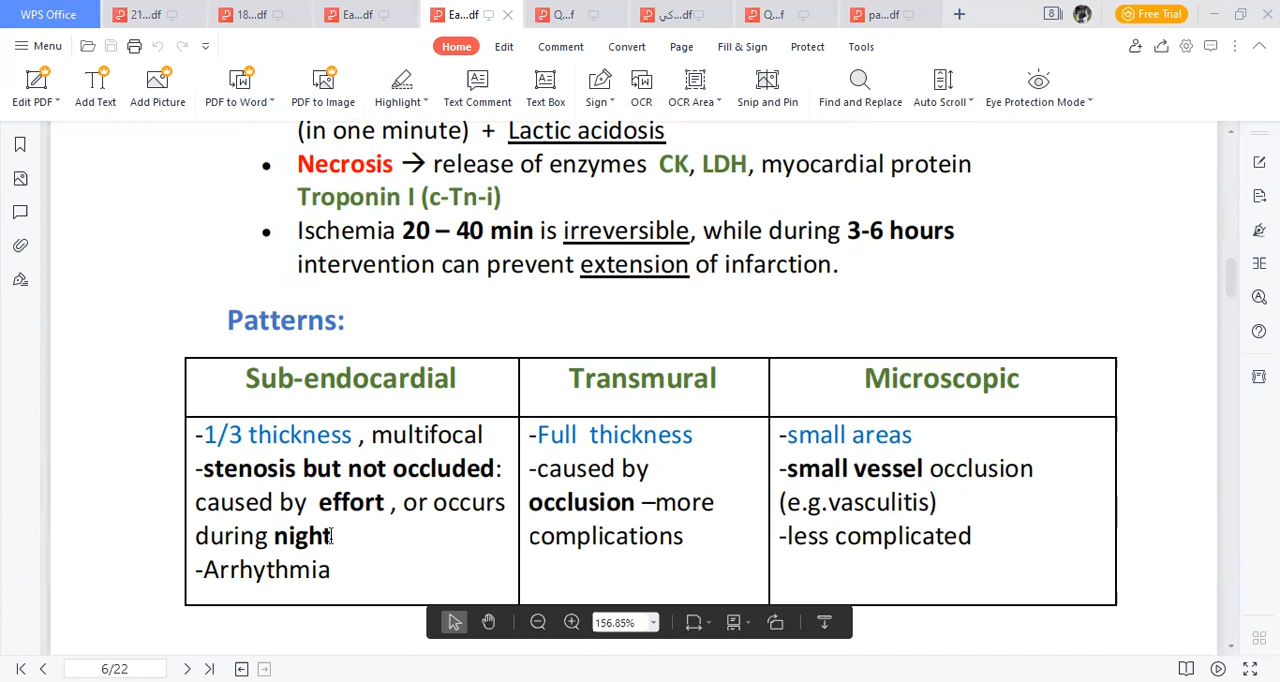 WPS Office
21...df
18...df
Ea...df
Ea...df
Q...f
كي...df
Q...f
pa...df
8
Free Trial
Menu
Home
Edit
Comment
Convert
Page
Fill & Sign
Protect
Tools
Edit PDF
Add Text
Add Picture
PDF to Word
PDF to Image
Highlight
Text Comment
Text Box
Sign
OCR
OCR Area
Snip and Pin
Find and Replace
Auto Scroll
Eye Protection Mode
(in one minute) + Lactic acidosis
• Necrosis → release of enzymes CK, LDH, myocardial protein
Troponin I (c-Tn-i)
• Ischemia 20 – 40 min is irreversible, while during 3-6 hours
intervention can prevent extension of infarction.
Patterns:
Sub-endocardial
-1/3 thickness , multifocal
-stenosis but not occluded:
caused by effort , or occurs
during night
-Arrhythmia
Transmural
-Full thickness
-caused by
occlusion –more
complications
Microscopic
-small areas
-small vessel occlusion
(e.g.vasculitis)
-less complicated
156.85%
6/22